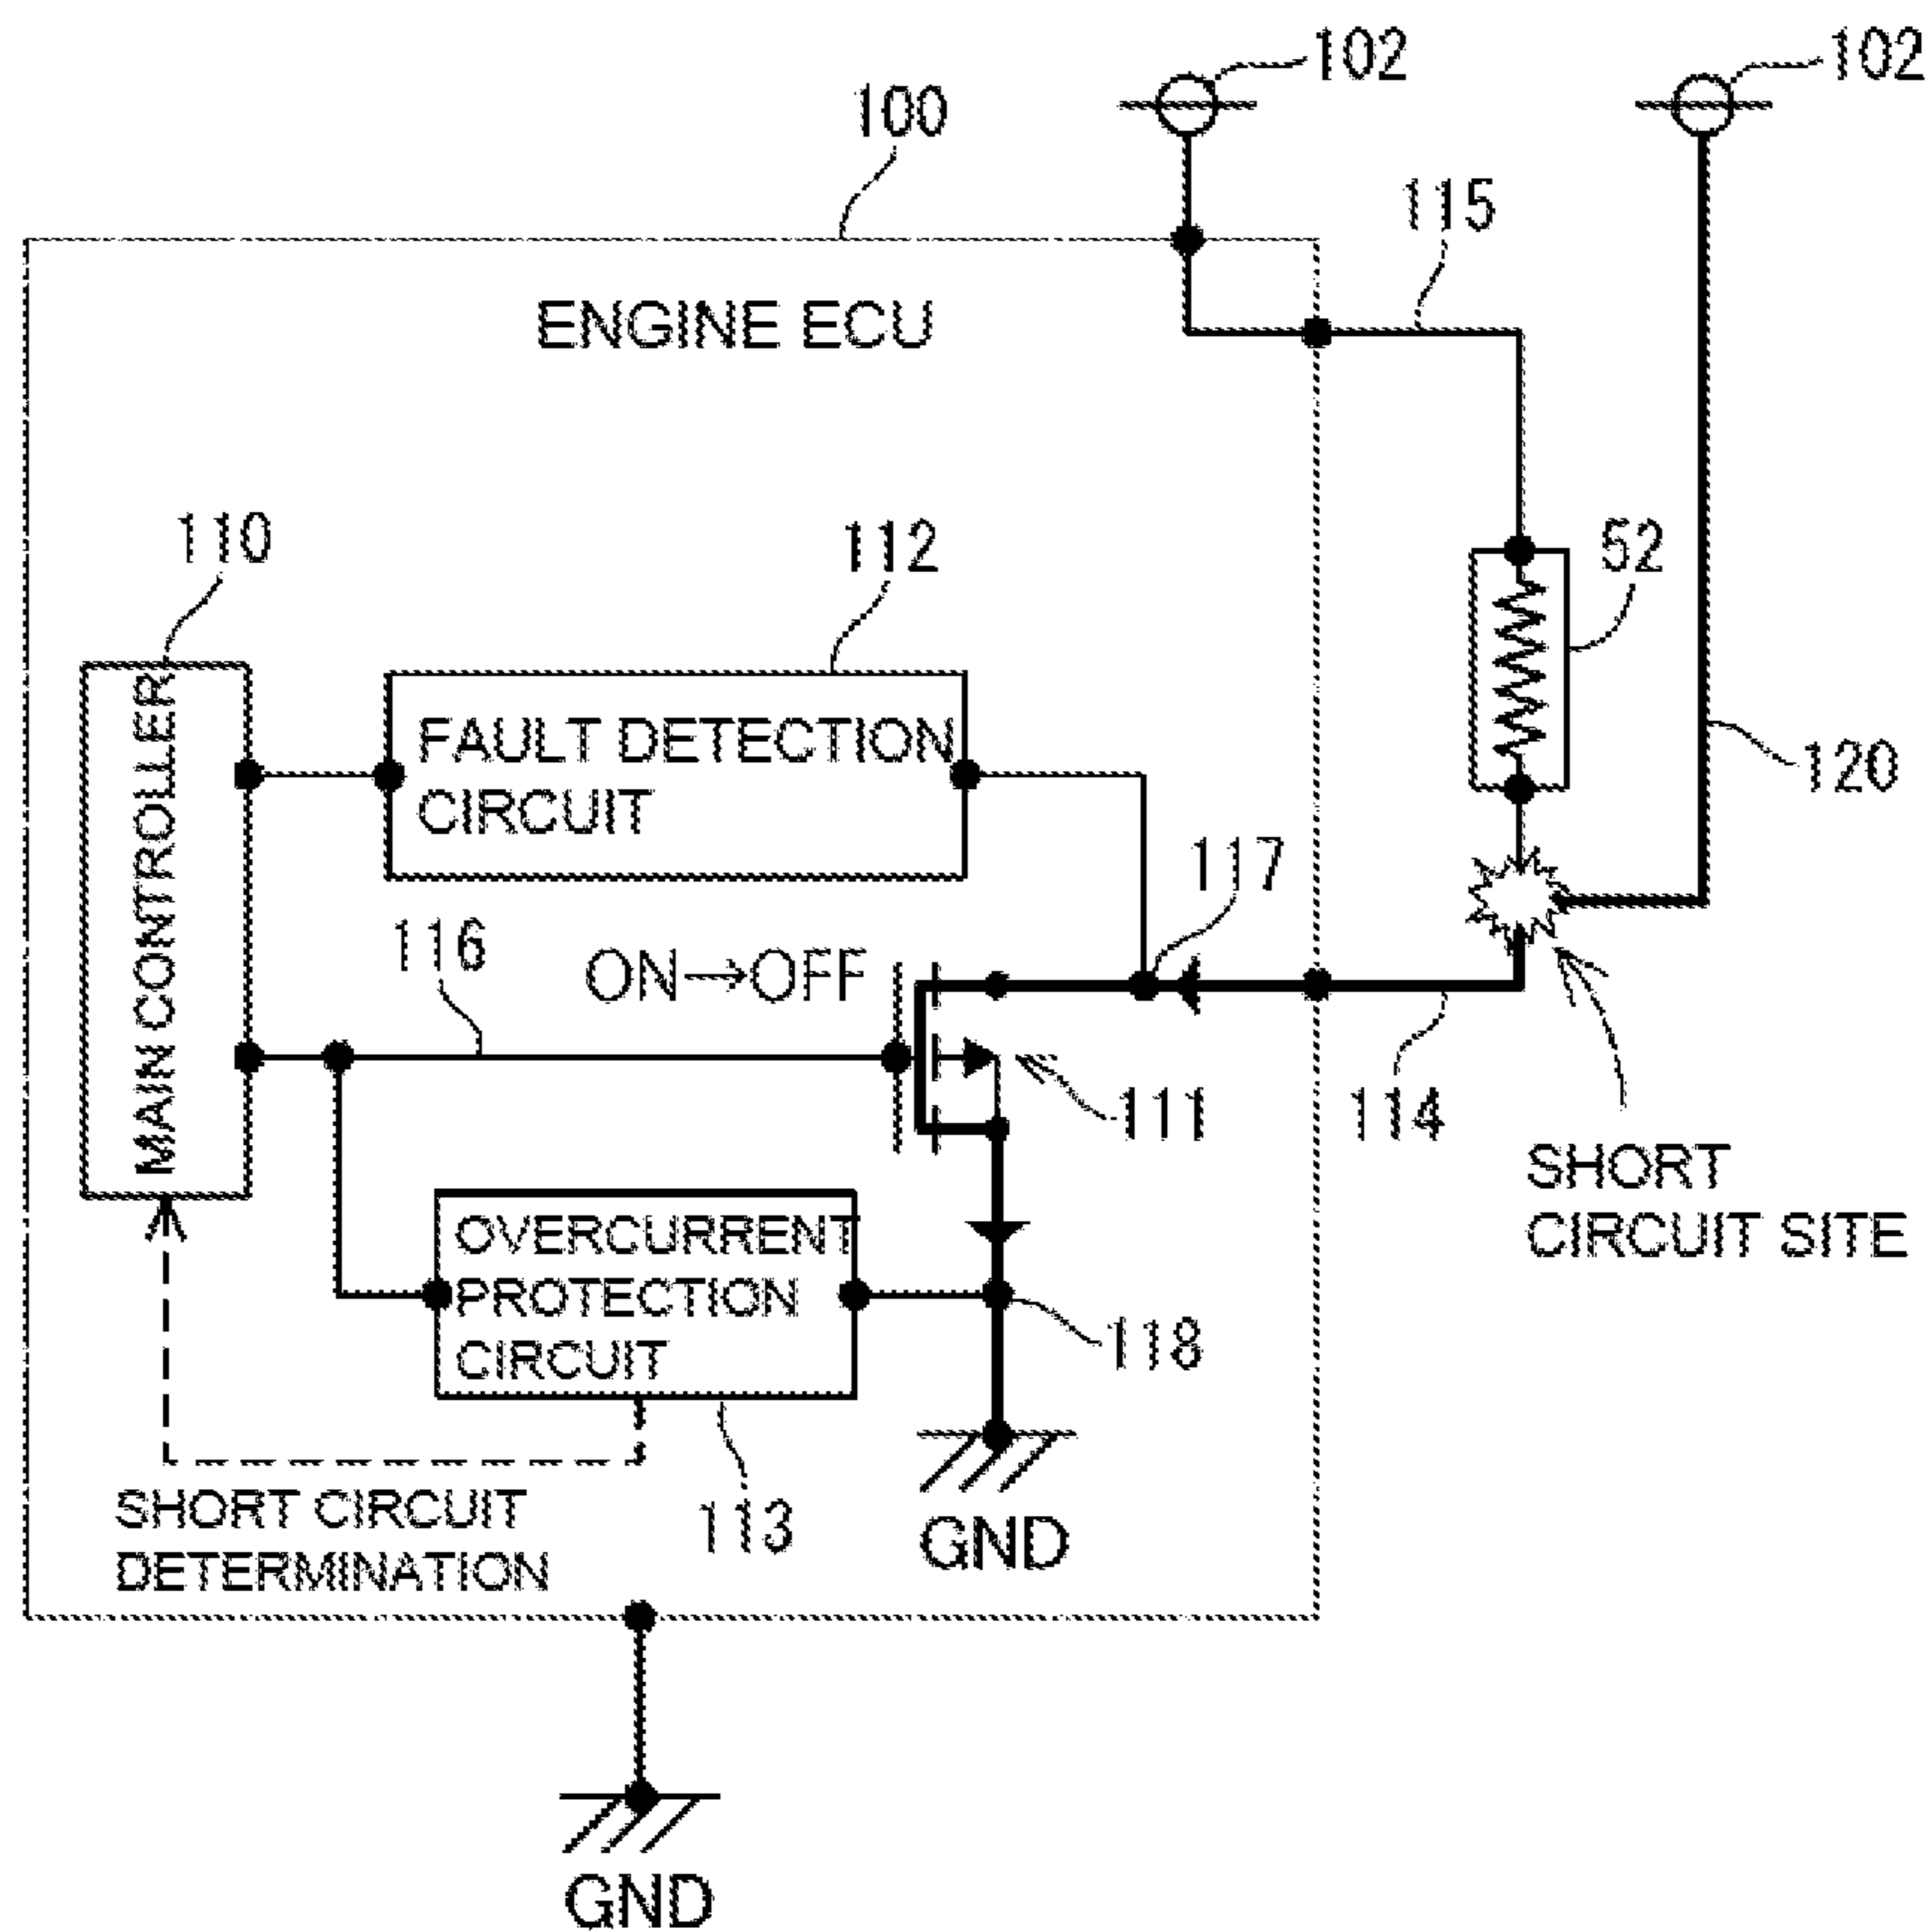 102
102
100
115
ENGINE ECU
110
112
52
MAIN CONTROLLER
FAULT DETECTION
CIRCUIT
120
117
116
ON→OFF
111
114
SHORT
CIRCUIT SITE
OVERCURRENT
PROTECTION
CIRCUIT
118
SHORT CIRCUIT
DETERMINATION
113
GND
GND